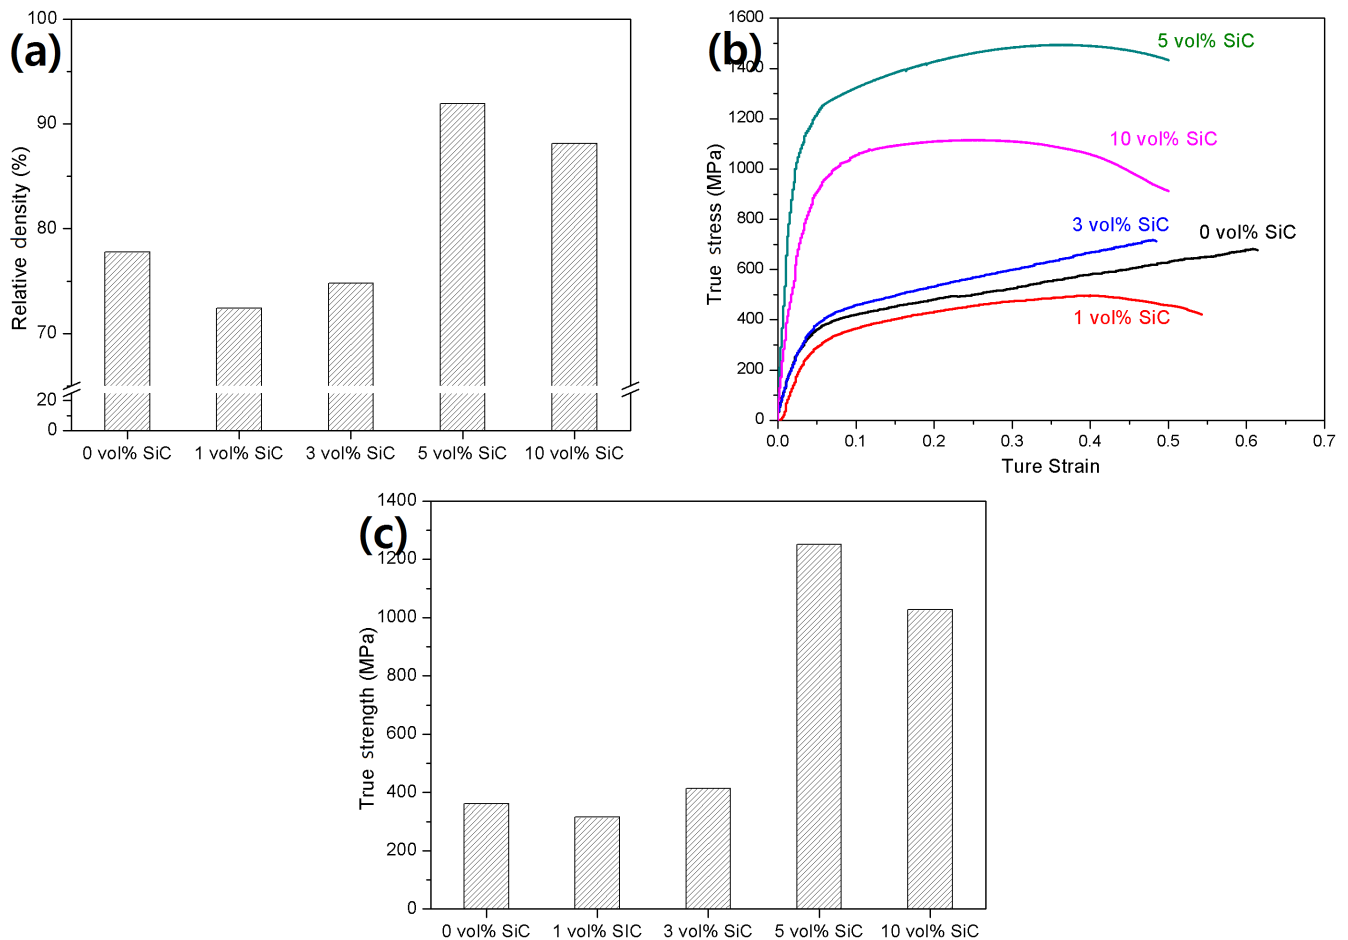 (a)
100
90
80
70
20
0
Relative density (%)
0 vol% SiC 1 vol% SiC 3 vol% SiC 5 vol% SiC 10 vol% SiC
(b)
1600
1400
1200
1000
800
600
400
200
0
True stress (MPa)
5 vol% SiC
10 vol% SiC
3 vol% SiC
0 vol% SiC
1 vol% SiC
0.0 0.1 0.2 0.3 0.4 0.5 0.6 0.7
Ture Strain
(c)
1400
1200
1000
800
600
400
200
0
True strength (MPa)
0 vol% SiC 1 vol% SIC 3 vol% SiC 5 vol% SiC 10 vol% SiC